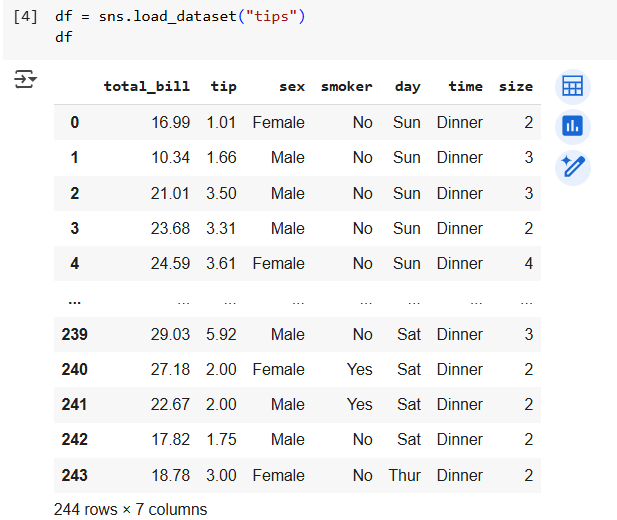 [4] df = sns.load_dataset("tips")
df
total_bill tip sex smoker day time size
0 16.99 1.01 Female No Sun Dinner 2
1 10.34 1.66 Male No Sun Dinner 3
2 21.01 3.50 Male No Sun Dinner 3
3 23.68 3.31 Male No Sun Dinner 2
4 24.59 3.61 Female No Sun Dinner 4
... ... ... ... ... ... ... ...
239 29.03 5.92 Male No Sat Dinner 3
240 27.18 2.00 Female Yes Sat Dinner 2
241 22.67 2.00 Male Yes Sat Dinner 2
242 17.82 1.75 Male No Sat Dinner 2
243 18.78 3.00 Female No Thur Dinner 2
244 rows × 7 columns